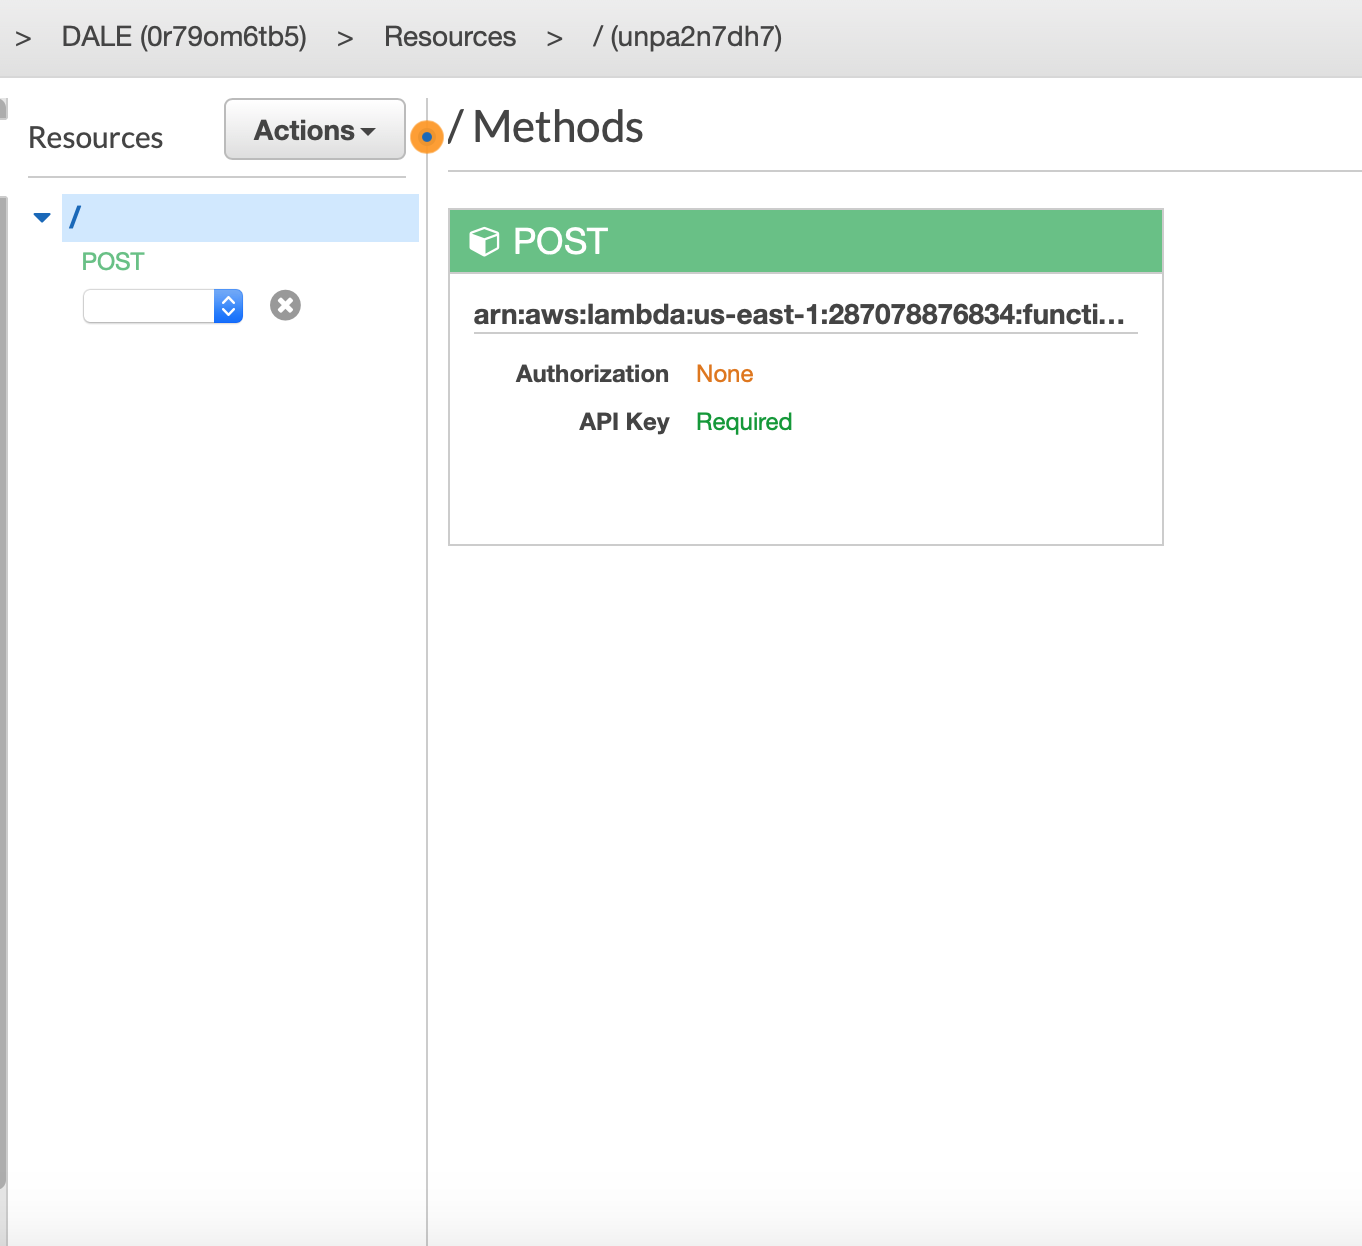 > DALE (0r79om6tb5) > Resources > / (unpa2n7dh7)
Resources
Actions
/ Methods
/
POST
POST
arn:aws:lambda:us-east-1:287078876834:functi...
Authorization None
API Key Required